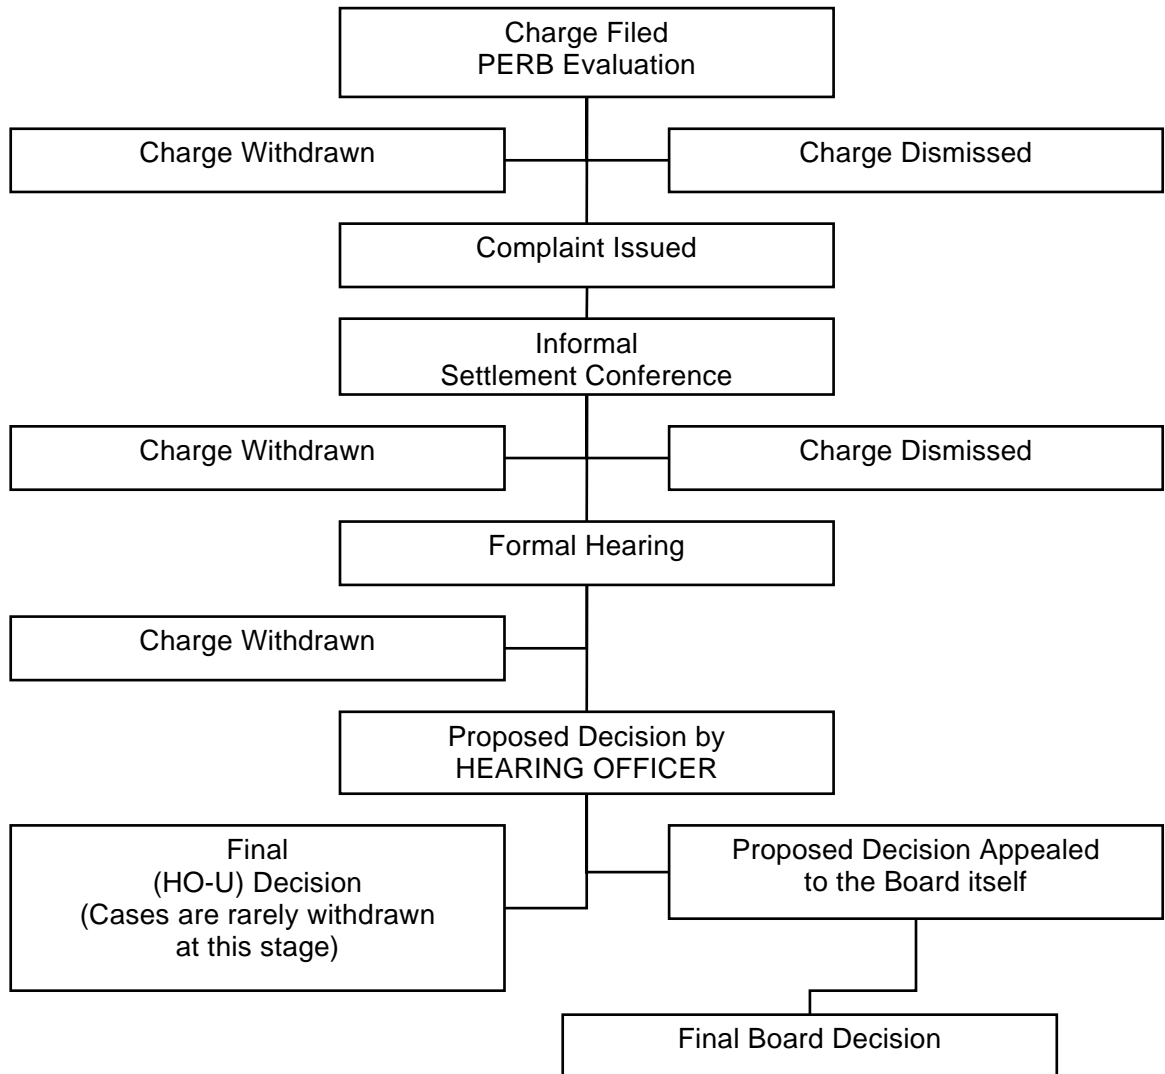 Charge Filed
PERB Evaluation
Charge Withdrawn
Charge Dismissed
Complaint Issued
Informal
Settlement Conference
Charge Withdrawn
Charge Dismissed
Formal Hearing
Charge Withdrawn
Proposed Decision by
HEARING OFFICER
Final
(HO-U) Decision
(Cases are rarely withdrawn
at this stage)
Proposed Decision Appealed
to the Board itself
Final Board Decision